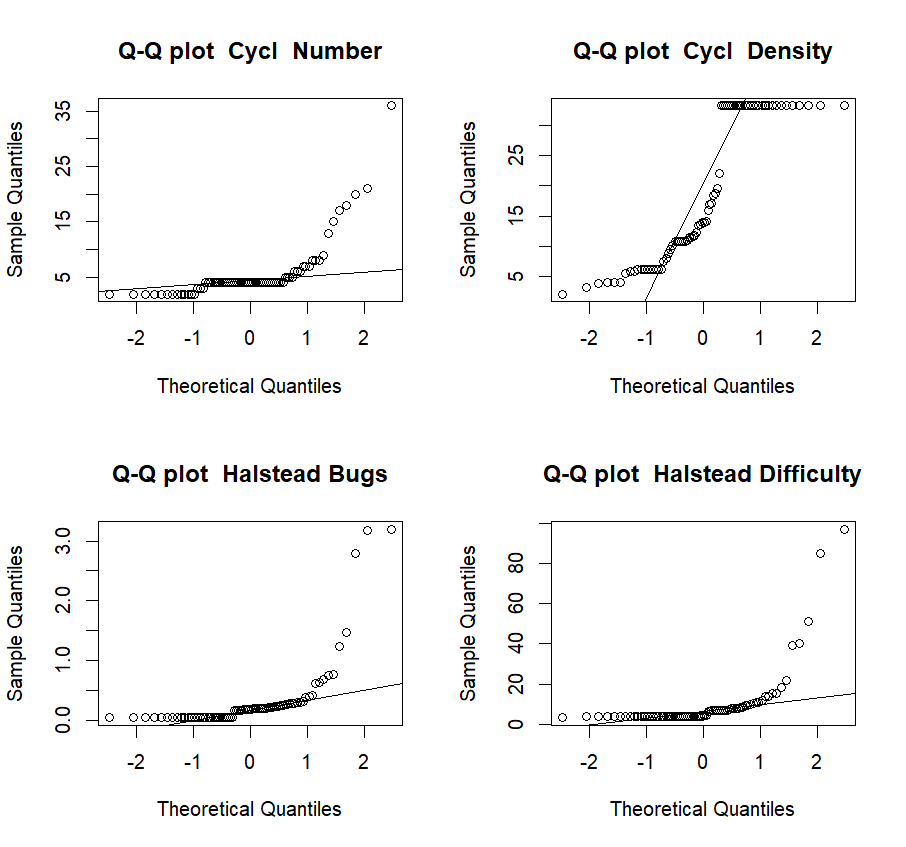 Q-Q plot  Cycl  Number
Sample Quantiles
5 15 25 35
-2 -1 0 1 2
Theoretical Quantiles
Q-Q plot  Cycl  Density
Sample Quantiles
5 15 25
-2 -1 0 1 2
Theoretical Quantiles
Q-Q plot  Halstead Bugs
Sample Quantiles
0.0 1.0 2.0 3.0
-2 -1 0 1 2
Theoretical Quantiles
Q-Q plot  Halstead Difficulty
Sample Quantiles
0 20 40 60 80
-2 -1 0 1 2
Theoretical Quantiles